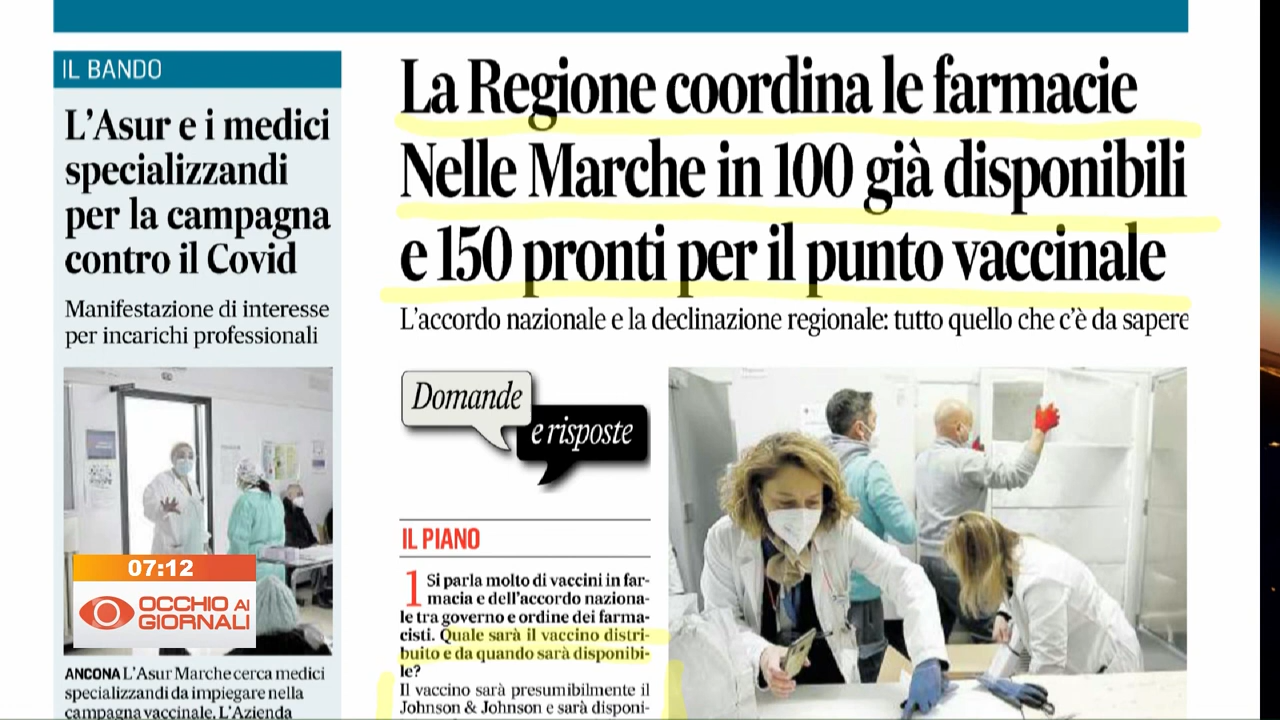 IL BANDO
L'Asur e i medici
specializzandi
per la campagna
contro il Covid
Manifestazione di interesse
per incarichi professionali
07:12
OCCHIO AI
GIORNALI
ANCONA L'Asur Marche cerca medici
specializzandi da impiegare nella
campagna vaccinale. L'Azienda
La Regione coordina le farmacie
Nelle Marche in 100 già disponibili
e 150 pronti per il punto vaccinale
L'accordo nazionale e la declinazione regionale: tutto quello che c'è da sapere
Domande
e risposte
IL PIANO
1 Si parla molto di vaccini in far-
macia e dell'accordo naziona-
le tra governo e ordine dei farma-
cisti. Quale sarà il vaccino distri-
buito e da quando sarà disponibi-
le?
Il vaccino sarà presumibilmente il
Johnson & Johnson e sarà disponi-